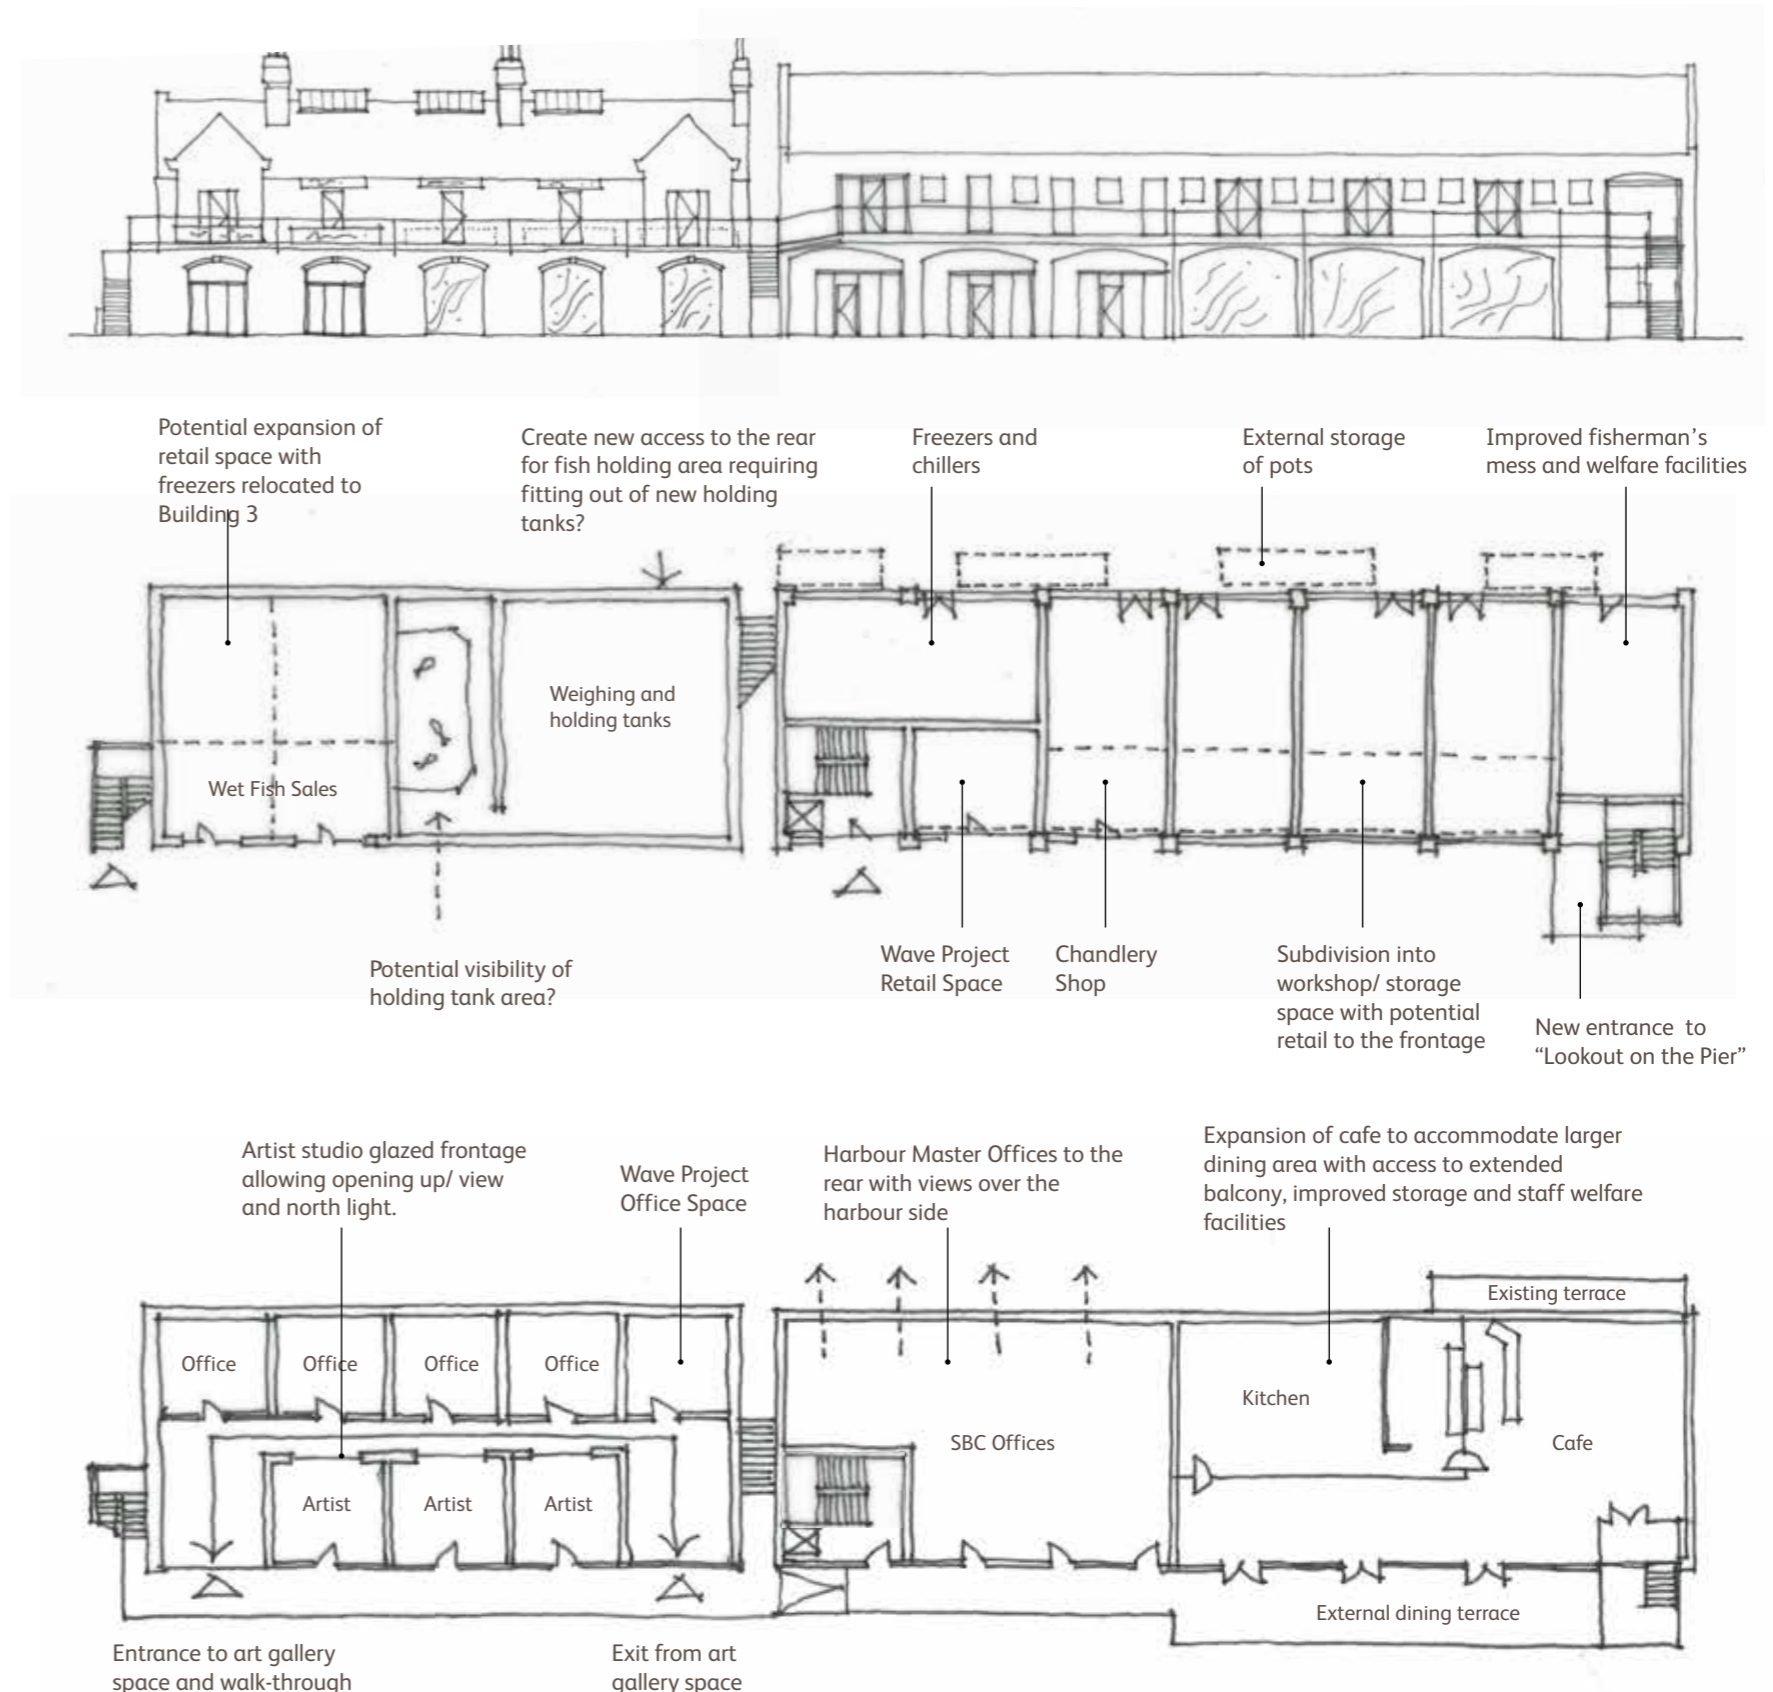 Potential expansion of
retail space with
freezers relocated to
Building 3
Create new access to the rear
for fish holding area requiring
fitting out of new holding
tanks?
Freezers and
chillers
External storage
of pots
Improved fisherman's
mess and welfare facilities
Weighing and
holding tanks
Wet Fish Sales
Potential visibility of
holding tank area?
Wave Project
Retail Space
Chandlery
Shop
Subdivision into
workshop/ storage
space with potential
retail to the frontage
New entrance to
“Lookout on the Pier”
Artist studio glazed frontage
allowing opening up/ view
and north light.
Wave Project
Office Space
Harbour Master Offices to the
rear with views over the
harbour side
Expansion of cafe to accommodate larger
dining area with access to extended
balcony, improved storage and staff welfare
facilities
Existing terrace
Office
Office
Office
Office
Kitchen
SBC Offices
Cafe
Artist
Artist
Artist
External dining terrace
Entrance to art gallery
space and walk-through
Exit from art
gallery space